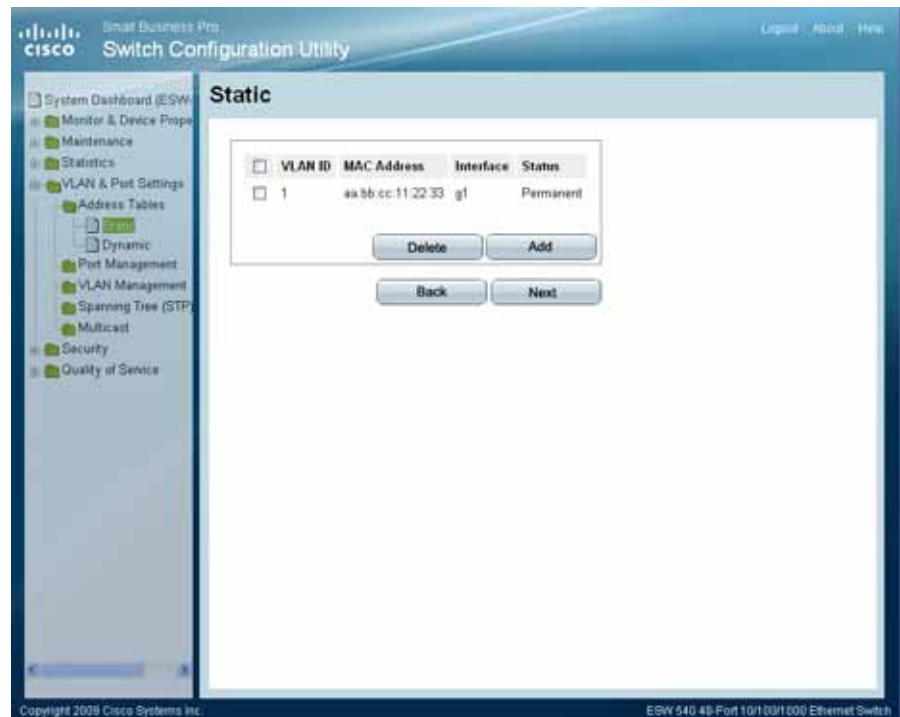 Small Business Pro
cisco Switch Configuration Utility
Logout About Help
System Dashboard (ESW-
Monitor & Device Prope
Maintenance
Statistics
VLAN & Port Settings
Address Tables
Static
Dynamic
Port Management
VLAN Management
Spanning Tree (STP)
Multicast
Security
Quality of Service
Static
VLAN ID MAC Address Interface Status
1 aa:bb:cc:11:22:33 g1 Permanent
Delete Add
Back Next
Copyright 2009 Cisco Systems Inc.
ESW 540 48-Port 10/100/1000 Ethernet Switch